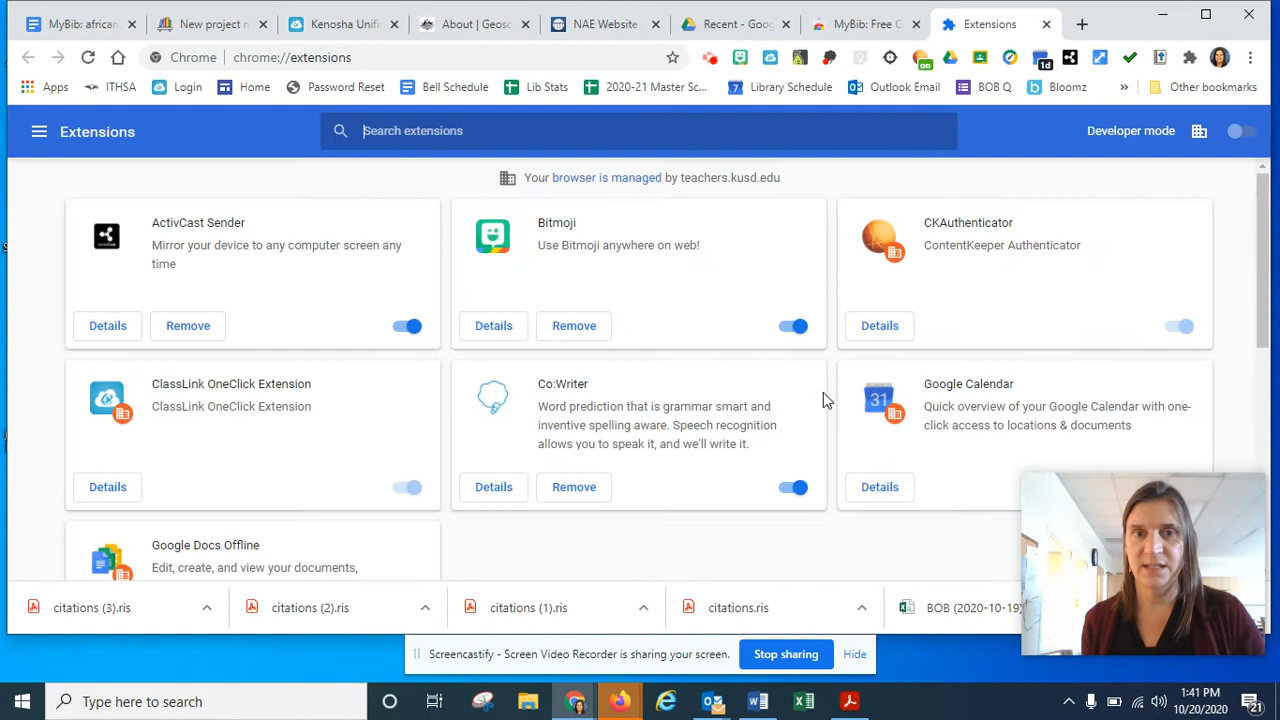 MyBib: african
New project n
Kenosha Unifi
About | Geosc
NAE Website -
Recent - Goog
MyBib: Free C
Extensions
Chrome | chrome://extensions
on
1d
Apps
ITHSA
Login
Home
Password Reset
Bell Schedule
Lib Stats
2020-21 Master Sc...
Library Schedule
Outlook Email
BOB Q
Bloomz
»
Other bookmarks
Extensions
Search extensions
Developer mode
Your browser is managed by teachers.kusd.edu
ActivCast Sender
Mirror your device to any computer screen any
time
Details
Remove
Bitmoji
Use Bitmoji anywhere on web!
Details
Remove
CKAuthenticator
ContentKeeper Authenticator
Details
ClassLink OneClick Extension
ClassLink OneClick Extension
Details
Co:Writer
Word prediction that is grammar smart and
inventive spelling aware. Speech recognition
allows you to speak it, and we'll write it.
Details
Remove
31
Google Calendar
Quick overview of your Google Calendar with one-
click access to locations & documents
Details
Google Docs Offline
Edit, create, and view your documents,
citations (3).ris
citations (2).ris
citations (1).ris
citations.ris
BOB (2020-10-19)
Screencastify - Screen Video Recorder is sharing your screen.
Stop sharing
Hide
Type here to search
1:41 PM
10/20/2020
21